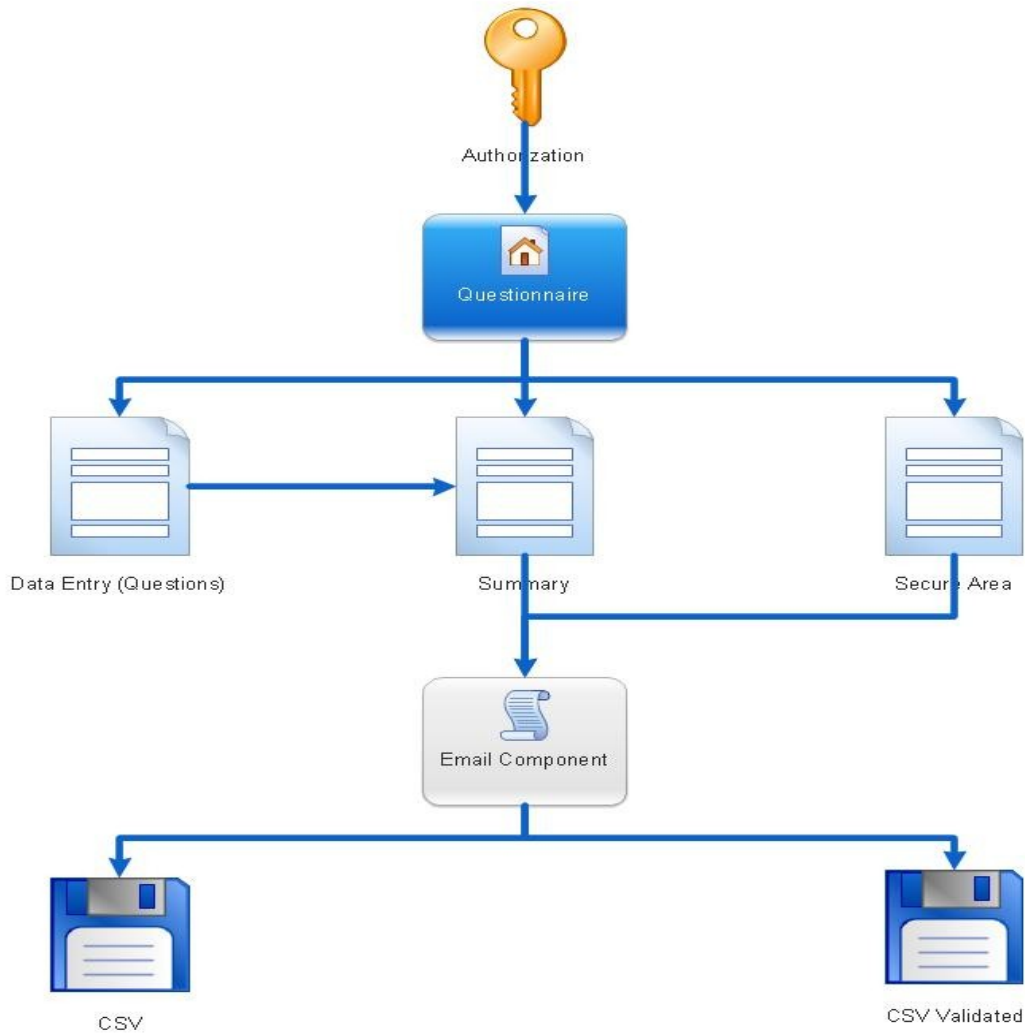 Authorization
Questionnaire
Data Entry (Questions)
Summary
Secure Area
Email Component
CSV
CSV Validated